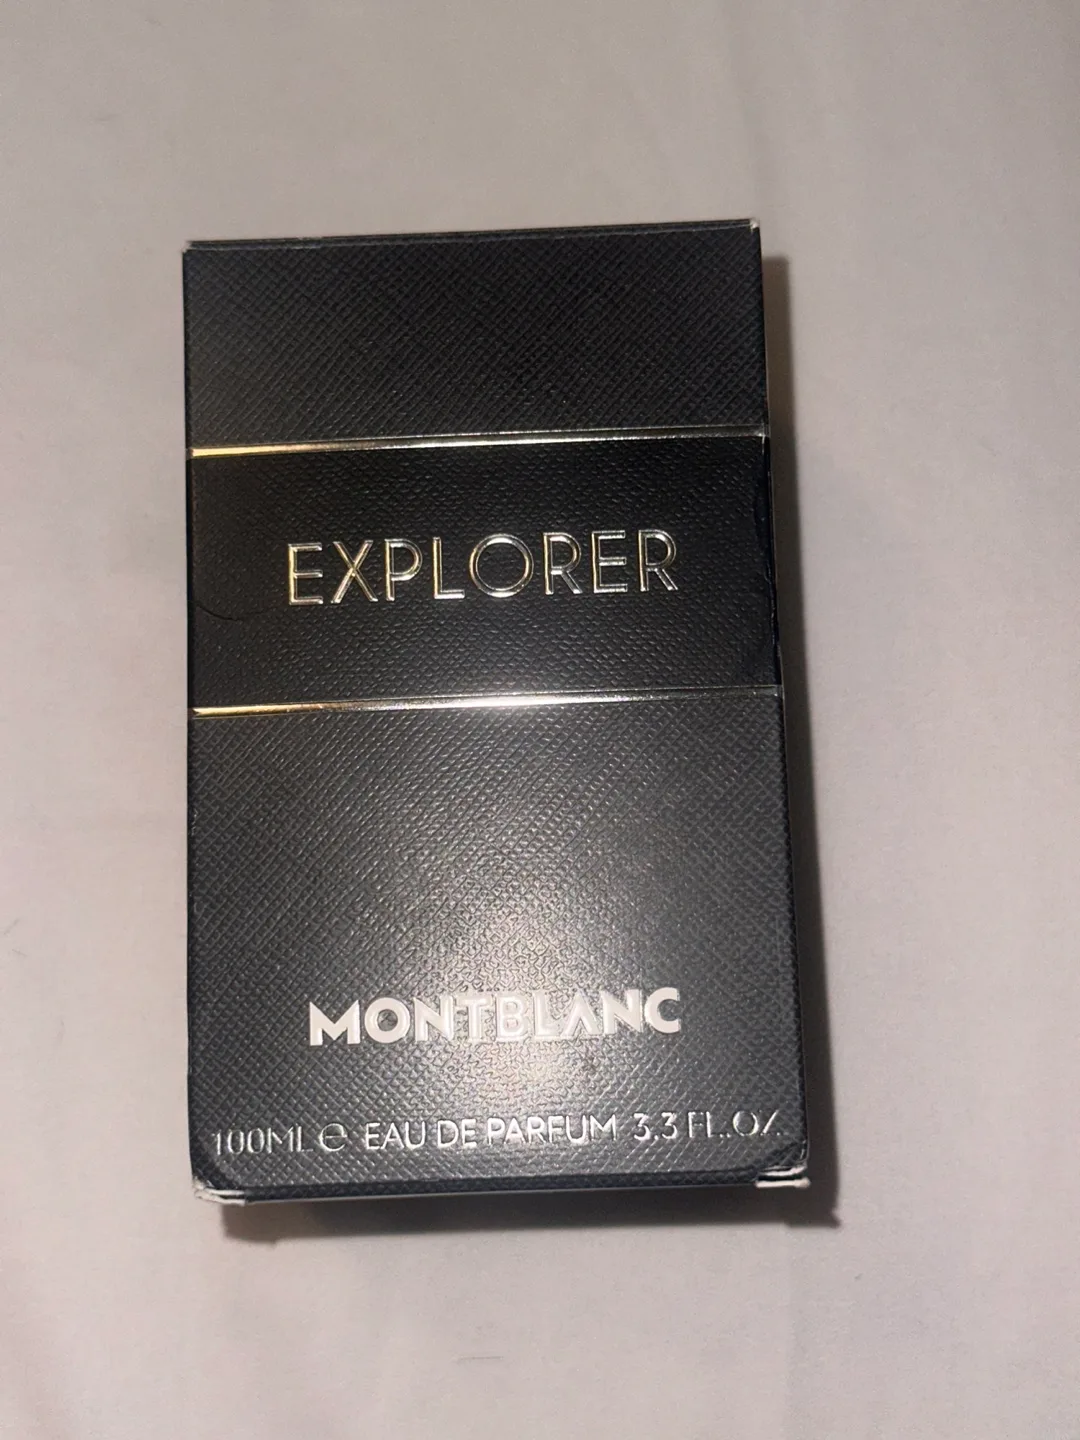 EXPLORER
MONTBLANC
100ML ℮ EAU DE PARFUM 3.3 FL.OZ.